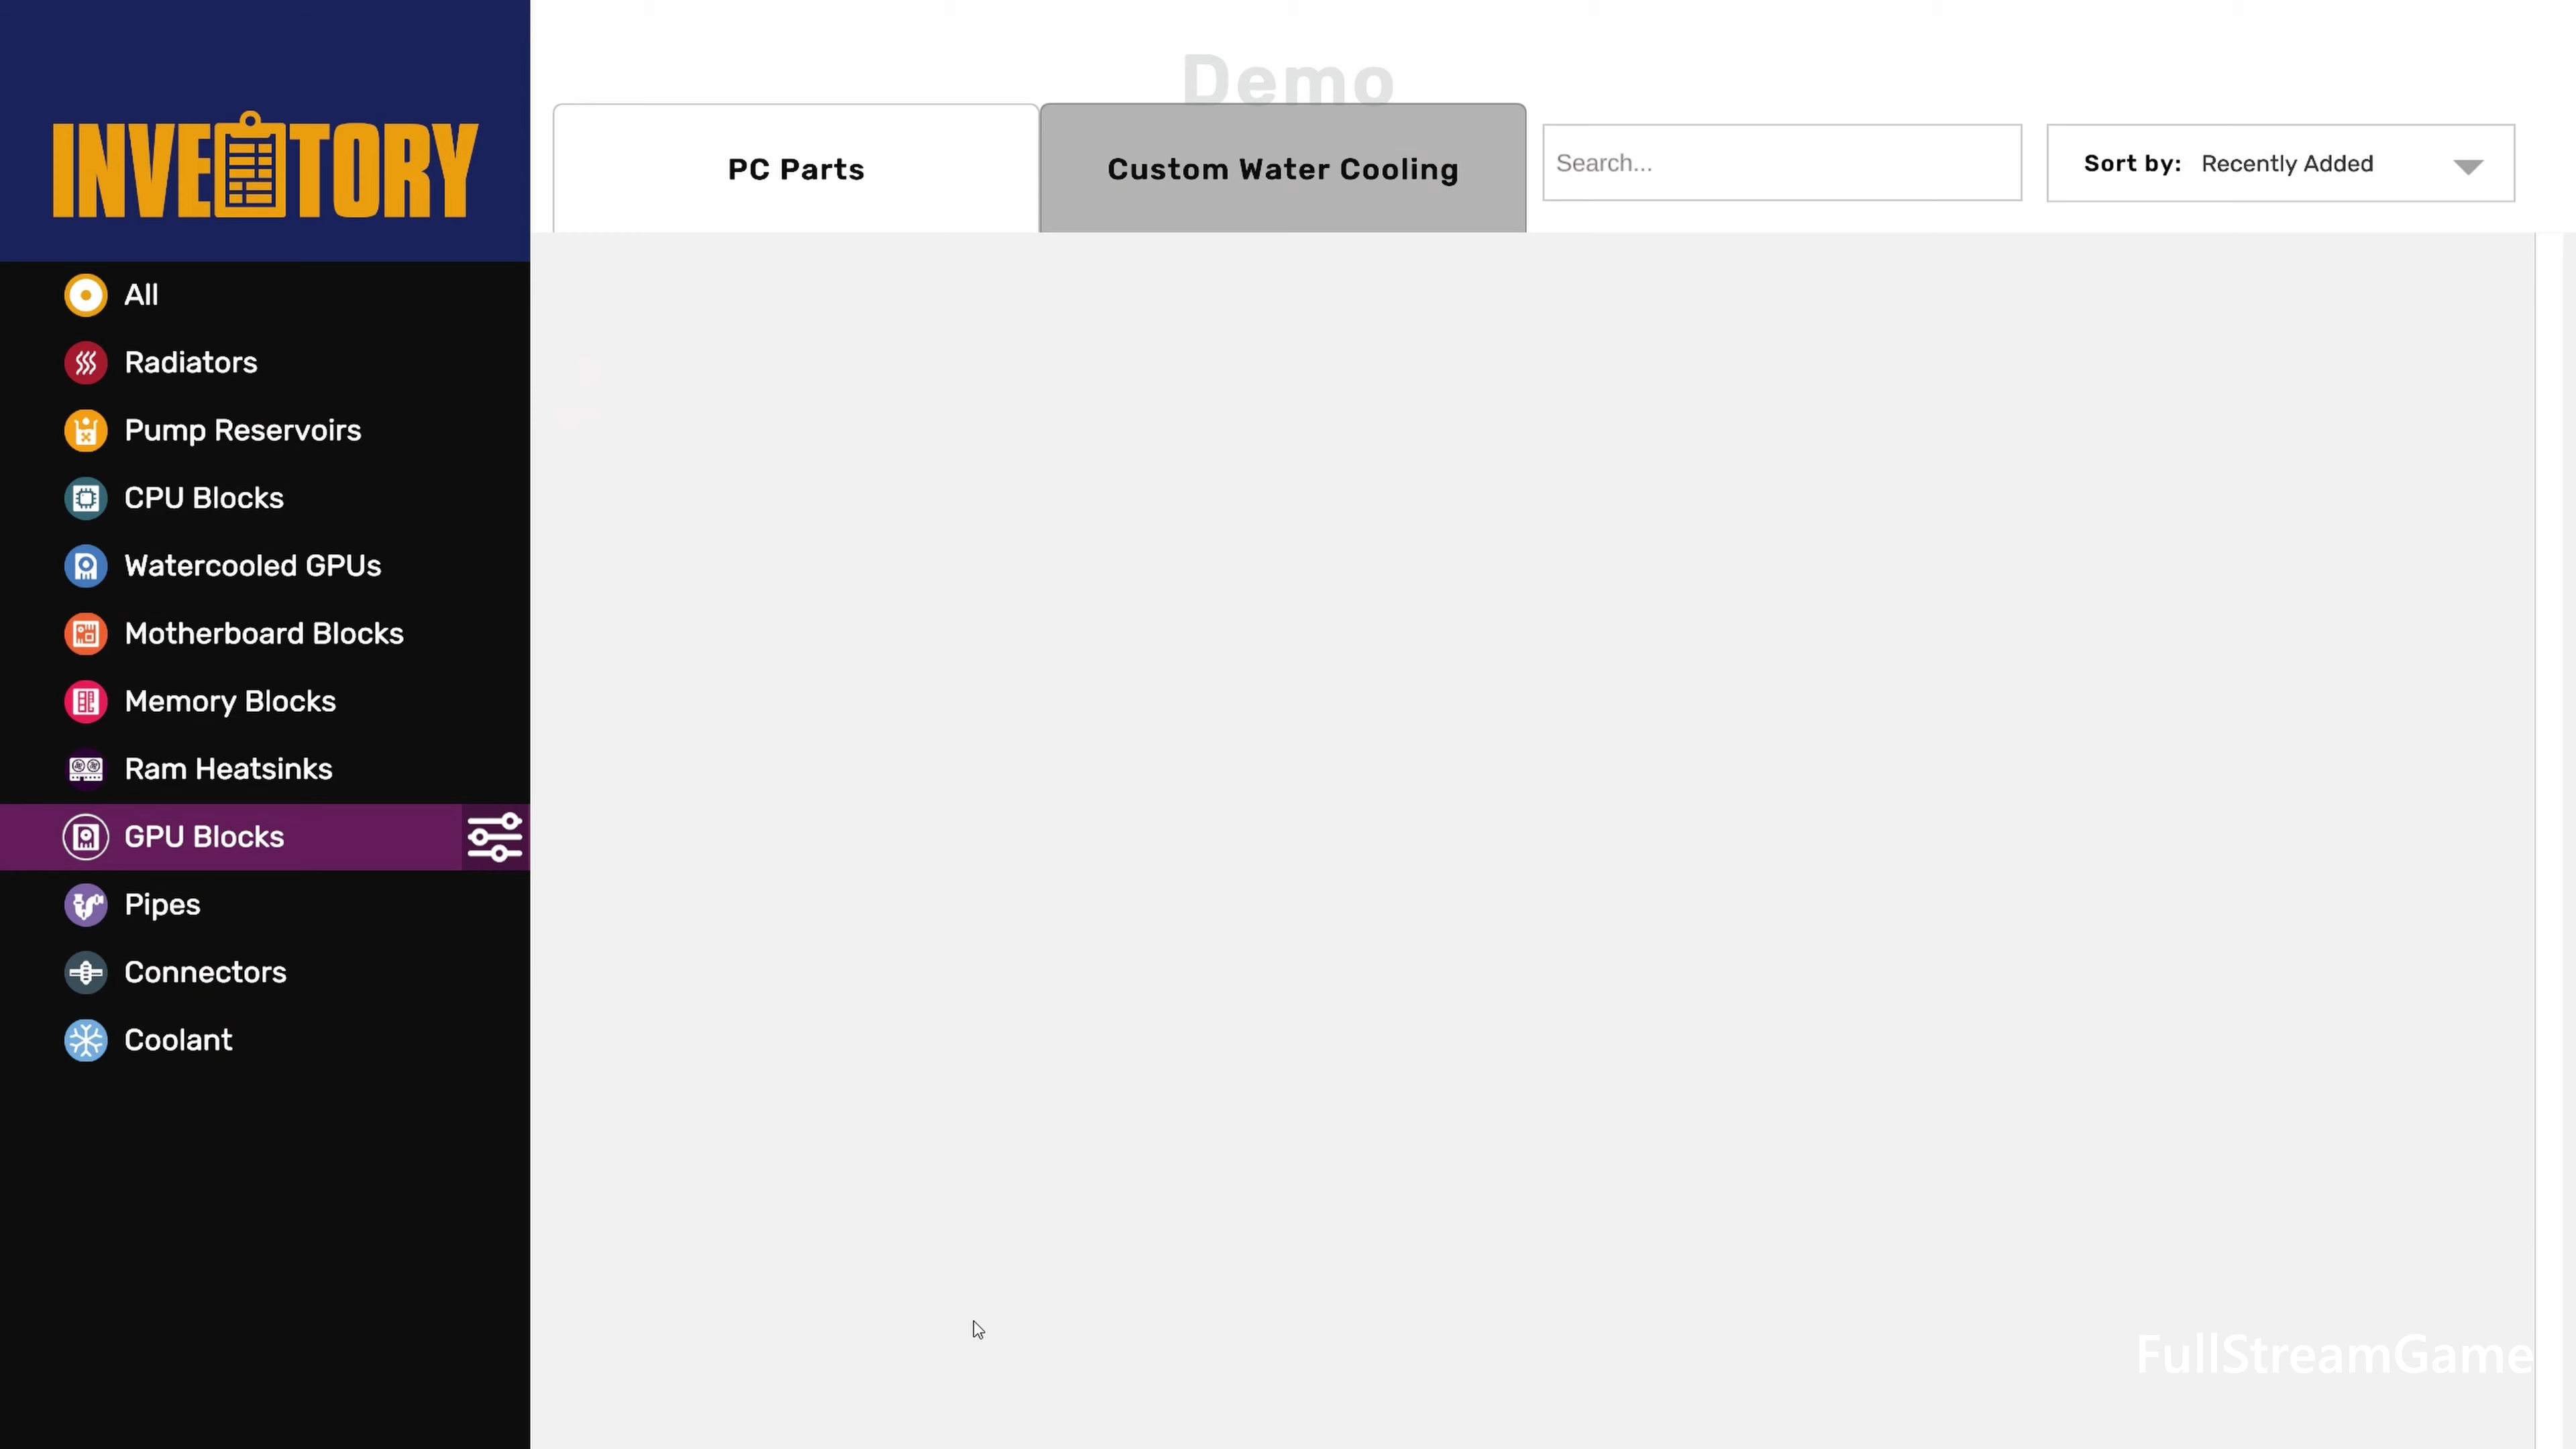 INVENTORY
Demo
PC Parts
Custom Water Cooling
Search...
Sort by: Recently Added
All
Radiators
Pump Reservoirs
CPU Blocks
Watercooled GPUs
Motherboard Blocks
Memory Blocks
Ram Heatsinks
GPU Blocks
Pipes
Connectors
Coolant
FullStreamGame